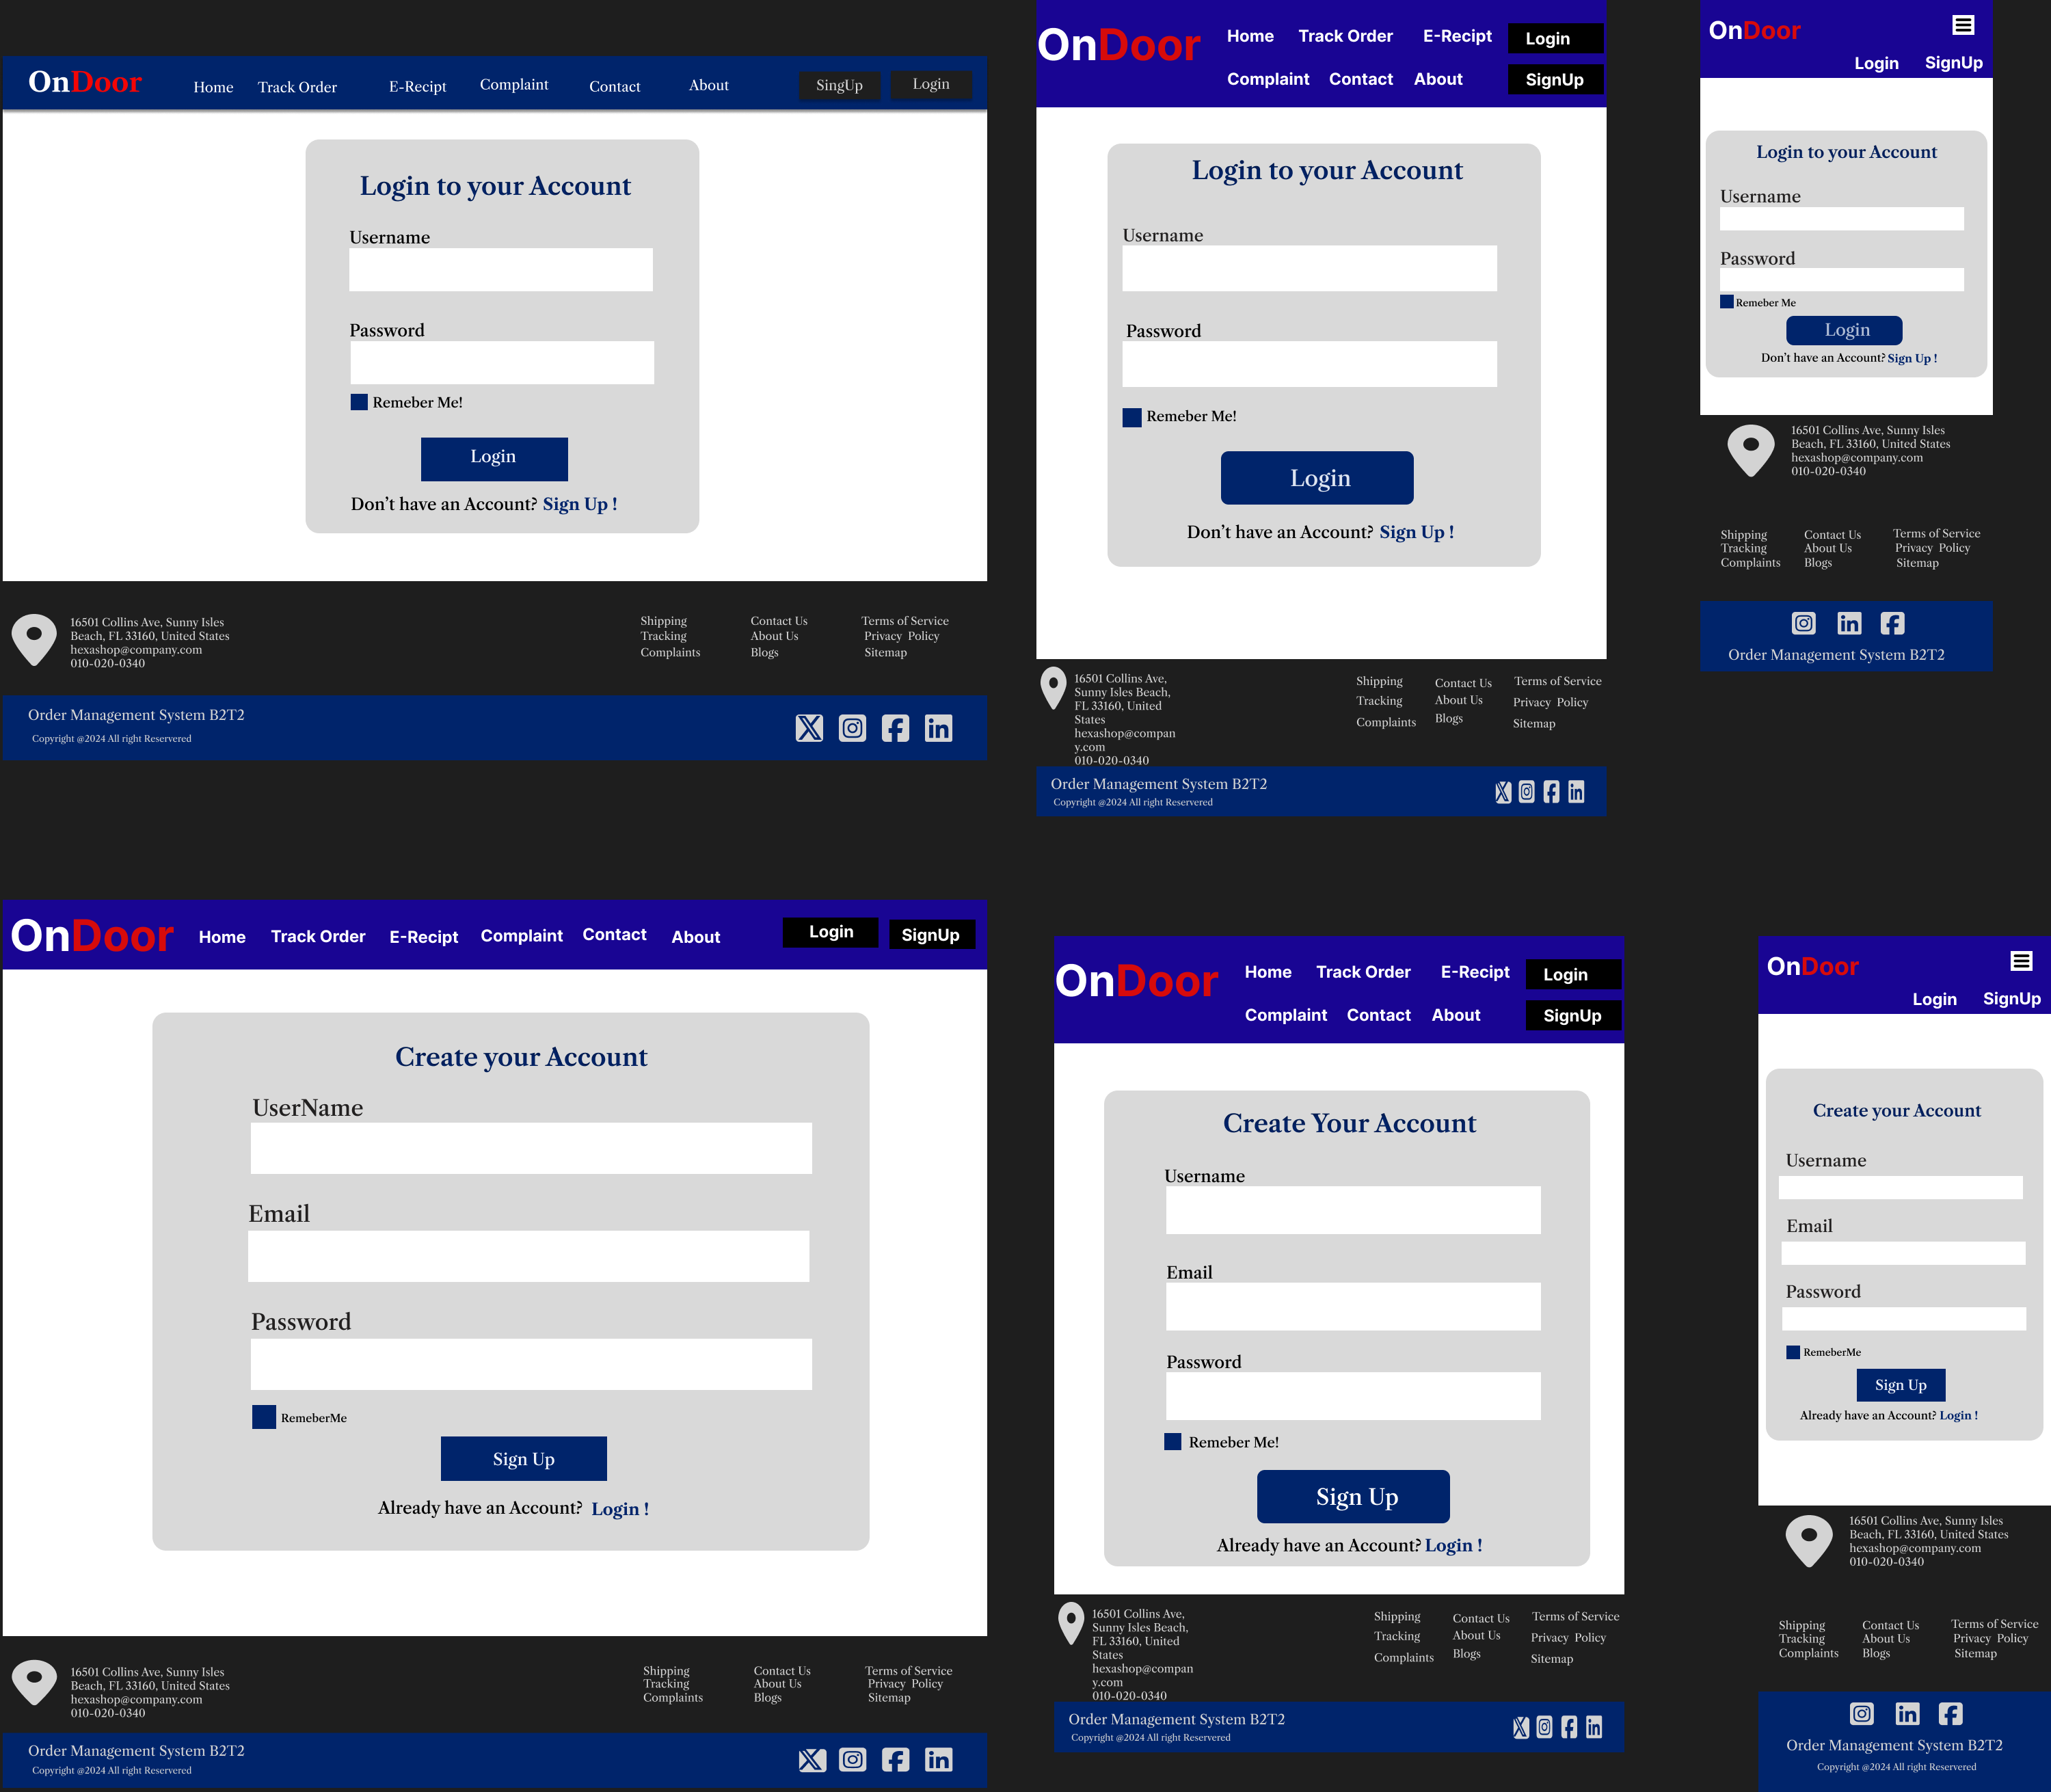 OnDoor
Home Track Order E-Recipt Complaint Contact About SingUp Login
Login to your Account
Username
Password
Remeber Me!
Login
Don't have an Account? Sign Up !
16501 Collins Ave, Sunny Isles
Beach, FL 33160, United States
hexashop@company.com
010-020-0340
Shipping
Tracking
Complaints
Contact Us
About Us
Blogs
Terms of Service
Privacy Policy
Sitemap
Order Management System B2T2
Copyright @2024 All right Reservered
OnDoor
Home Track Order E-Recipt Login
Complaint Contact About SignUp
Login to your Account
Username
Password
Remeber Me!
Login
Don't have an Account? Sign Up !
16501 Collins Ave,
Sunny Isles Beach,
FL 33160, United
States
hexashop@compan
y.com
010-020-0340
Shipping
Tracking
Complaints
Contact Us
About Us
Blogs
Terms of Service
Privacy Policy
Sitemap
Order Management System B2T2
Copyright @2024 All right Reservered
OnDoor
Login SignUp
Login to your Account
Username
Password
Remeber Me
Login
Don't have an Account? Sign Up !
16501 Collins Ave, Sunny Isles
Beach, FL 33160, United States
hexashop@company.com
010-020-0340
Shipping
Tracking
Complaints
Contact Us
About Us
Blogs
Terms of Service
Privacy Policy
Sitemap
Order Management System B2T2
OnDoor
Home Track Order E-Recipt Complaint Contact About Login SignUp
Create your Account
UserName
Email
Password
RemeberMe
Sign Up
Already have an Account? Login !
16501 Collins Ave, Sunny Isles
Beach, FL 33160, United States
hexashop@company.com
010-020-0340
Shipping
Tracking
Complaints
Contact Us
About Us
Blogs
Terms of Service
Privacy Policy
Sitemap
Order Management System B2T2
Copyright @2024 All right Reservered
OnDoor
Home Track Order E-Recipt Login
Complaint Contact About SignUp
Create Your Account
Username
Email
Password
Remeber Me!
Sign Up
Already have an Account? Login !
16501 Collins Ave,
Sunny Isles Beach,
FL 33160, United
States
hexashop@compan
y.com
010-020-0340
Shipping
Tracking
Complaints
Contact Us
About Us
Blogs
Terms of Service
Privacy Policy
Sitemap
Order Management System B2T2
Copyright @2024 All right Reservered
OnDoor
Login SignUp
Create your Account
Username
Email
Password
RemeberMe
Sign Up
Already have an Account? Login !
16501 Collins Ave, Sunny Isles
Beach, FL 33160, United States
hexashop@company.com
010-020-0340
Shipping
Tracking
Complaints
Contact Us
About Us
Blogs
Terms of Service
Privacy Policy
Sitemap
Order Management System B2T2
Copyright @2024 All right Reservered